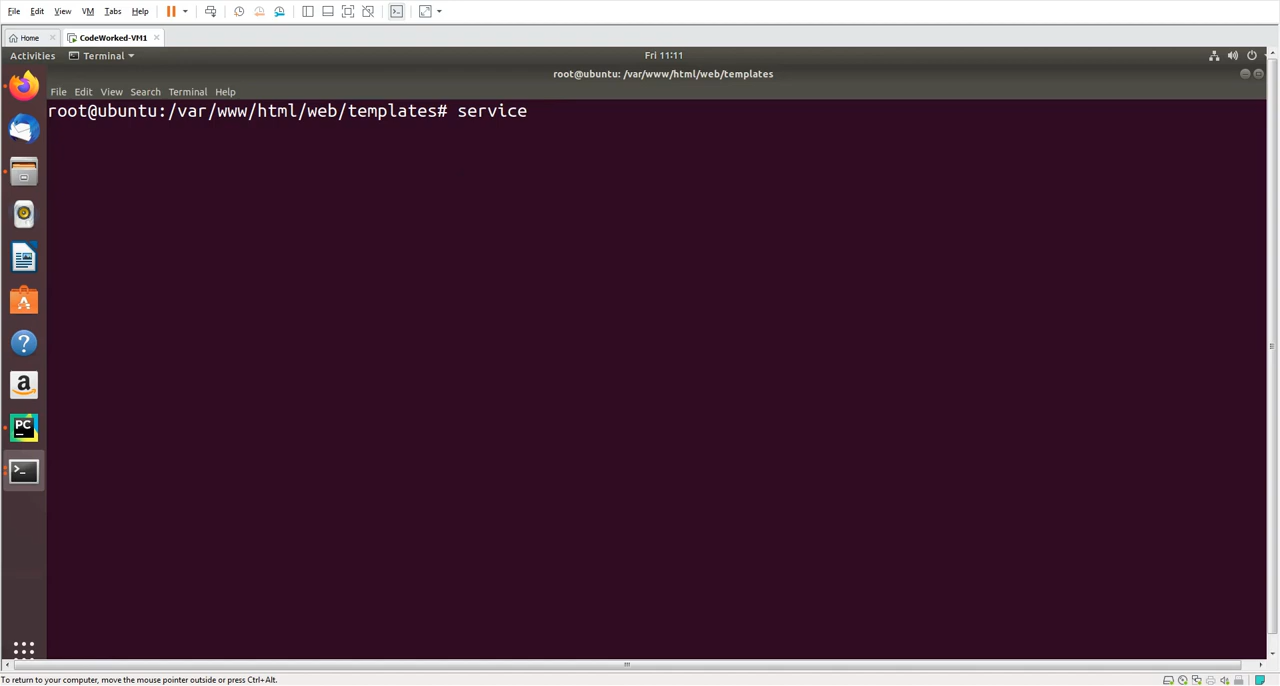 File Edit View VM Tabs Help
Home CodeWorked-VM1
Activities Terminal Fri 11:11
root@ubuntu: /var/www/html/web/templates
File Edit View Search Terminal Help
root@ubuntu:/var/www/html/web/templates# service
PC
To return to your computer, move the mouse pointer outside or press Ctrl+Alt.